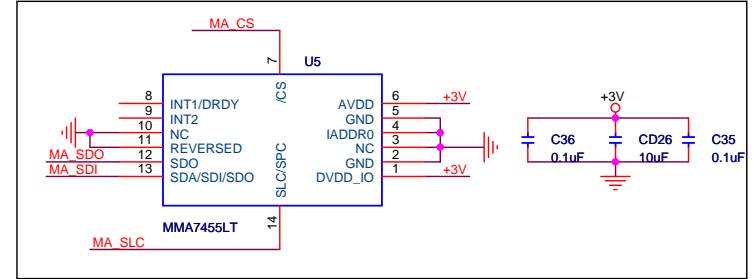 MA_CS
7
U5
/CS
8 INT1/DRDY AVDD 6 +3V
9 INT2 GND 5
10 NC IADDR0 4
11 REVERSED NC 3
MA_SDO 12 SDO GND 2
MA_SDI 13 SDA/SDI/SDO DVDD_IO 1 +3V
SLC/SPC
14
MMA7455LT
MA_SLC
+3V
C36 CD26 C35
0.1uF 10uF 0.1uF